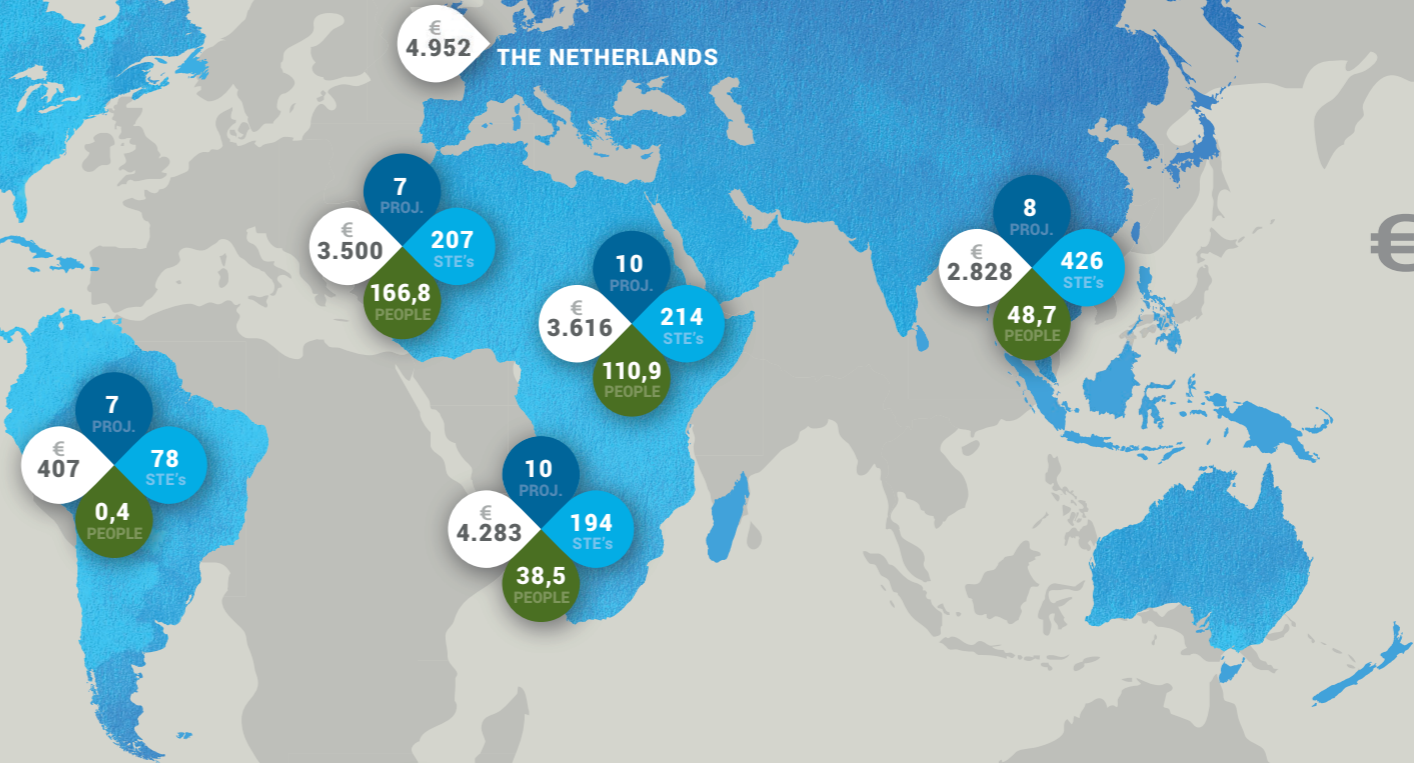 €
4.952
THE NETHERLANDS
7
PROJ.
€
3.500
207
STE's
166,8
PEOPLE
10
PROJ.
€
3.616
214
STE's
110,9
PEOPLE
8
PROJ.
€
2.828
426
STE's
48,7
PEOPLE
€
7
PROJ.
€
407
78
STE's
0,4
PEOPLE
10
PROJ.
€
4.283
194
STE's
38,5
PEOPLE